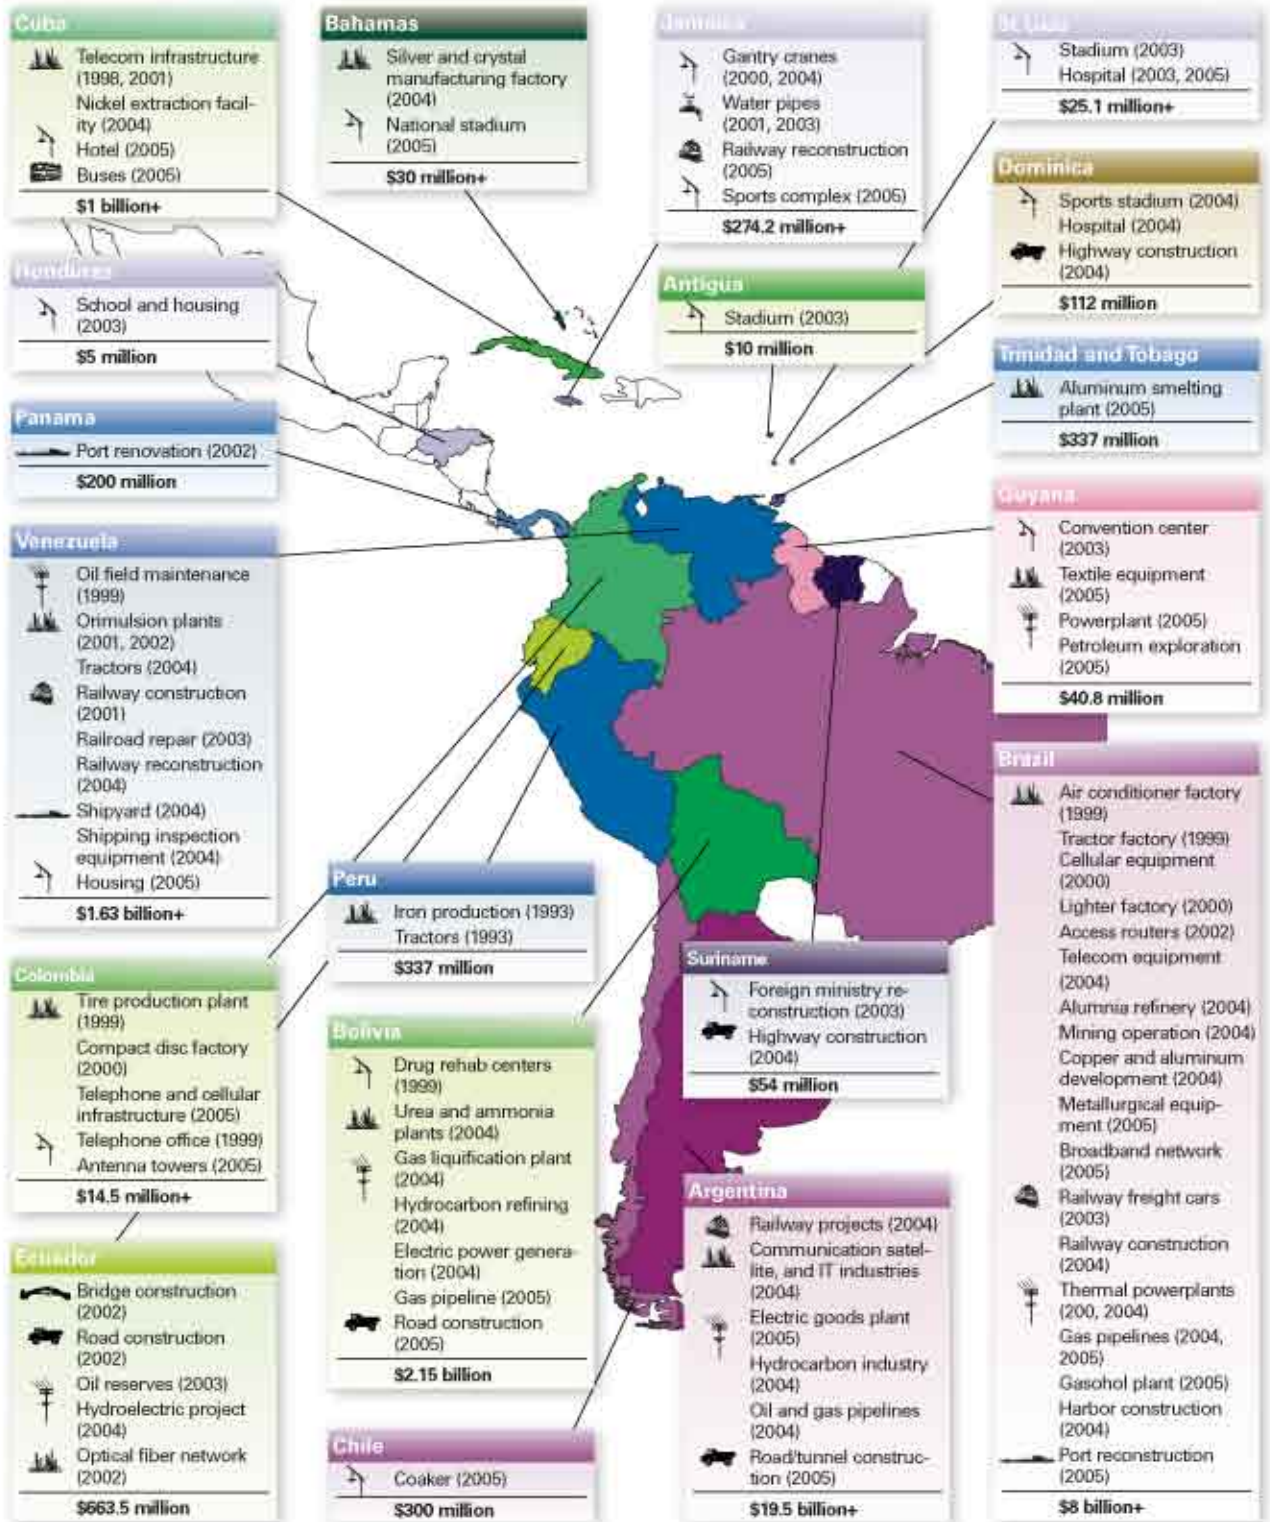 Cuba
Telecom infrastructure
(1998, 2001)
Nickel extraction facil-
ity (2004)
Hotel (2005)
Buses (2005)
$1 billion+
Bahamas
Silver and crystal
manufacturing factory
(2004)
National stadium
(2005)
$30 million+
Jamaica
Gantry cranes
(2000, 2004)
Water pipes
(2001, 2003)
Railway reconstruction
(2005)
Sports complex (2005)
$274.2 million+
Stadium (2003)
Hospital (2003, 2005)
$25.1 million+
Dominica
Sports stadium (2004)
Hospital (2004)
Highway construction
(2004)
$112 million
Honduras
School and housing
(2003)
$5 million
Antigua
Stadium (2003)
$10 million
Trinidad and Tobago
Aluminum smelting
plant (2005)
$337 million
Panama
Port renovation (2002)
$200 million
Guyana
Convention center
(2003)
Textile equipment
(2005)
Powerplant (2005)
Petroleum exploration
(2005)
$40.8 million
Venezuela
Oil field maintenance
(1999)
Orimulsion plants
(2001, 2002)
Tractors (2004)
Railway construction
(2001)
Railroad repair (2003)
Railway reconstruction
(2004)
Shipyard (2004)
Shipping inspection
equipment (2004)
Housing (2005)
$1.63 billion+
Brazil
Air conditioner factory
(1999)
Tractor factory (1999)
Cellular equipment
(2000)
Lighter factory (2000)
Access routers (2002)
Telecom equipment
(2004)
Alumnia refinery (2004)
Mining operation (2004)
Copper and aluminum
development (2004)
Metallurgical equip-
ment (2005)
Broadband network
(2005)
Railway freight cars
(2003)
Railway construction
(2004)
Thermal powerplants
(200, 2004)
Gas pipelines (2004,
2005)
Gasohol plant (2005)
Harbor construction
(2004)
Port reconstruction
(2005)
$8 billion+
Peru
Iron production (1993)
Tractors (1993)
$337 million
Suriname
Foreign ministry re-
construction (2003)
Highway construction
(2004)
$54 million
Colombia
Tire production plant
(1999)
Compact disc factory
(2000)
Telephone and cellular
infrastructure (2005)
Telephone office (1999)
Antenna towers (2005)
$14.5 million+
Bolivia
Drug rehab centers
(1999)
Urea and ammonia
plants (2004)
Gas liquification plant
(2004)
Hydrocarbon refining
(2004)
Electric power genera-
tion (2004)
Gas pipeline (2005)
Road construction
(2005)
$2.15 billion
Argentina
Railway projects (2004)
Communication satel-
lite, and IT industries
(2004)
Electric goods plant
(2005)
Hydrocarbon industry
(2004)
Oil and gas pipelines
(2004)
Road/tunnel construc-
tion (2005)
$19.5 billion+
Ecuador
Bridge construction
(2002)
Road construction
(2002)
Oil reserves (2003)
Hydroelectric project
(2004)
Optical fiber network
(2002)
$663.5 million
Chile
Coaker (2005)
$300 million